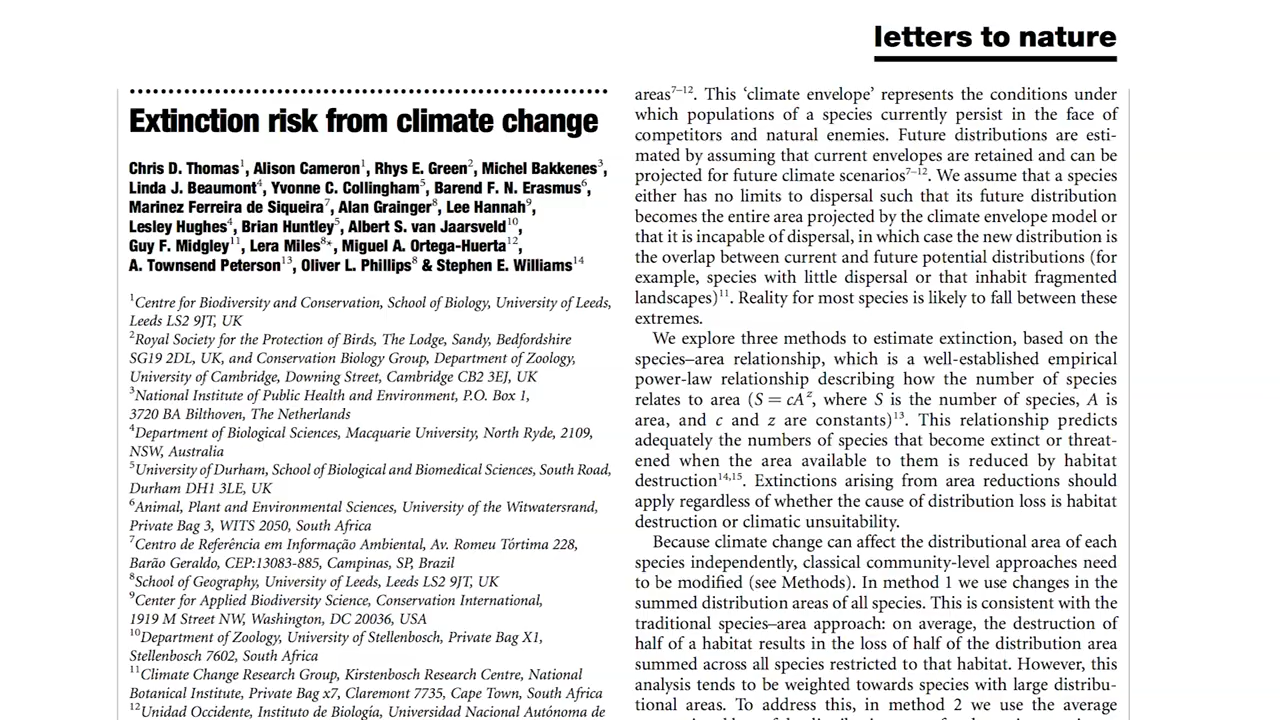 letters to nature
Extinction risk from climate change
Chris D. Thomas¹, Alison Cameron¹, Rhys E. Green², Michel Bakkenes³,
Linda J. Beaumont⁴, Yvonne C. Collingham⁵, Barend F. N. Erasmus⁶,
Marinez Ferreira de Siqueira⁷, Alan Grainger⁸, Lee Hannah⁹,
Lesley Hughes⁴, Brian Huntley⁵, Albert S. van Jaarsveld¹⁰,
Guy F. Midgley¹¹, Lera Miles⁸*, Miguel A. Ortega-Huerta¹²,
A. Townsend Peterson¹³, Oliver L. Phillips⁸ & Stephen E. Williams¹⁴
¹Centre for Biodiversity and Conservation, School of Biology, University of Leeds,
Leeds LS2 9JT, UK
²Royal Society for the Protection of Birds, The Lodge, Sandy, Bedfordshire
SG19 2DL, UK, and Conservation Biology Group, Department of Zoology,
University of Cambridge, Downing Street, Cambridge CB2 3EJ, UK
³National Institute of Public Health and Environment, P.O. Box 1,
3720 BA Bilthoven, The Netherlands
⁴Department of Biological Sciences, Macquarie University, North Ryde, 2109,
NSW, Australia
⁵University of Durham, School of Biological and Biomedical Sciences, South Road,
Durham DH1 3LE, UK
⁶Animal, Plant and Environmental Sciences, University of the Witwatersrand,
Private Bag 3, WITS 2050, South Africa
⁷Centro de Referência em Informação Ambiental, Av. Romeu Tórtima 228,
Barão Geraldo, CEP:13083-885, Campinas, SP, Brazil
⁸School of Geography, University of Leeds, Leeds LS2 9JT, UK
⁹Center for Applied Biodiversity Science, Conservation International,
1919 M Street NW, Washington, DC 20036, USA
¹⁰Department of Zoology, University of Stellenbosch, Private Bag X1,
Stellenbosch 7602, South Africa
¹¹Climate Change Research Group, Kirstenbosch Research Centre, National
Botanical Institute, Private Bag x7, Claremont 7735, Cape Town, South Africa
¹²Unidad Occidente, Instituto de Biología, Universidad Nacional Autónoma de
areas⁷⁻¹². This ‘climate envelope’ represents the conditions under
which populations of a species currently persist in the face of
competitors and natural enemies. Future distributions are esti-
mated by assuming that current envelopes are retained and can be
projected for future climate scenarios⁷⁻¹². We assume that a species
either has no limits to dispersal such that its future distribution
becomes the entire area projected by the climate envelope model or
that it is incapable of dispersal, in which case the new distribution is
the overlap between current and future potential distributions (for
example, species with little dispersal or that inhabit fragmented
landscapes)¹¹. Reality for most species is likely to fall between these
extremes.
We explore three methods to estimate extinction, based on the
species–area relationship, which is a well-established empirical
power-law relationship describing how the number of species
relates to area (S = cAᶻ, where S is the number of species, A is
area, and c and z are constants)¹³. This relationship predicts
adequately the numbers of species that become extinct or threat-
ened when the area available to them is reduced by habitat
destruction¹⁴,¹⁵. Extinctions arising from area reductions should
apply regardless of whether the cause of distribution loss is habitat
destruction or climatic unsuitability.
Because climate change can affect the distributional area of each
species independently, classical community-level approaches need
to be modified (see Methods). In method 1 we use changes in the
summed distribution areas of all species. This is consistent with the
traditional species–area approach: on average, the destruction of
half of a habitat results in the loss of half of the distribution area
summed across all species restricted to that habitat. However, this
analysis tends to be weighted towards species with large distribu-
tional areas. To address this, in method 2 we use the average